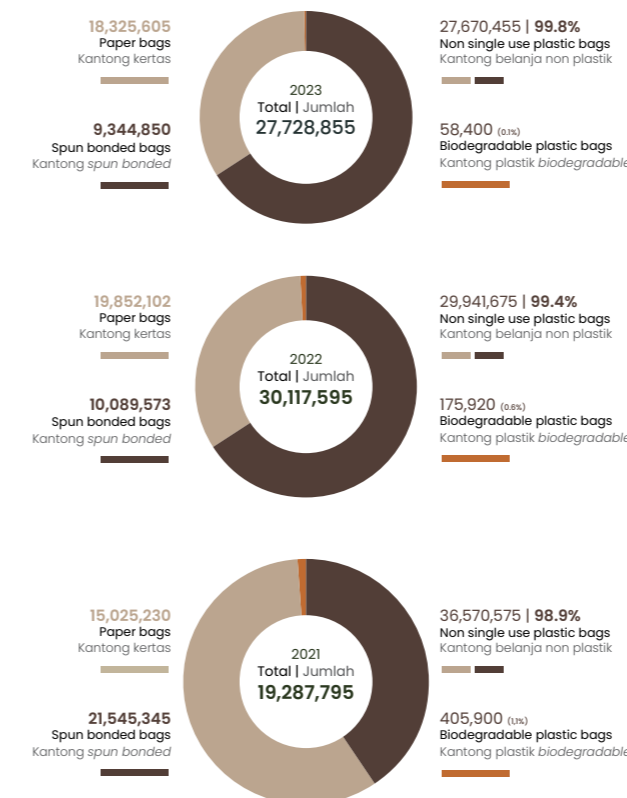 18,325,605
Paper bags
Kantong kertas
9,344,850
Spun bonded bags
Kantong spun bonded
2023
Total | Jumlah
27,728,855
27,670,455 | 99.8%
Non single use plastic bags
Kantong belanja non plastik
58,400 (0.1%)
Biodegradable plastic bags
Kantong plastik biodegradable
19,852,102
Paper bags
Kantong kertas
10,089,573
Spun bonded bags
Kantong spun bonded
2022
Total | Jumlah
30,117,595
29,941,675 | 99.4%
Non single use plastic bags
Kantong belanja non plastik
175,920 (0.6%)
Biodegradable plastic bags
Kantong plastik biodegradable
15,025,230
Paper bags
Kantong kertas
21,545,345
Spun bonded bags
Kantong spun bonded
2021
Total | Jumlah
19,287,795
36,570,575 | 98.9%
Non single use plastic bags
Kantong belanja non plastik
405,900 (1,1%)
Biodegradable plastic bags
Kantong plastik biodegradable